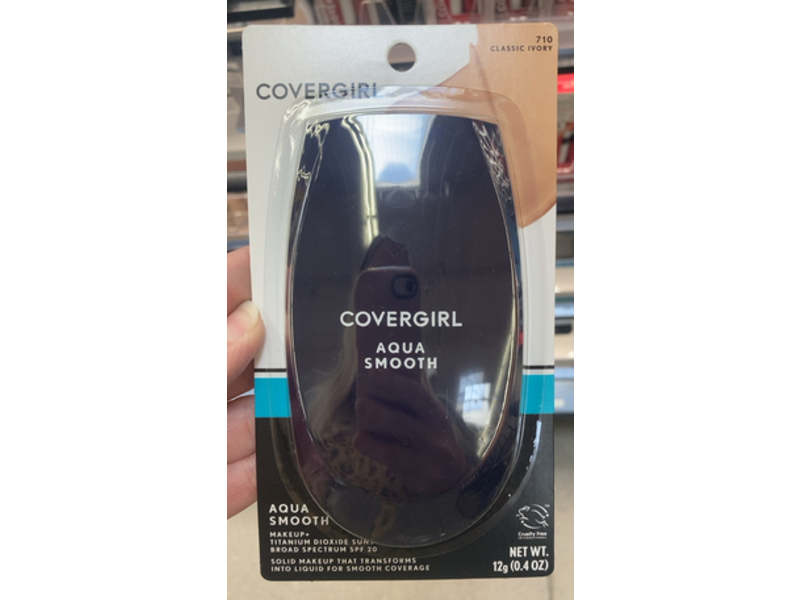 710
CLASSIC IVORY
COVERGIRL
COVERGIRL
AQUA
SMOOTH
AQUA
SMOOTH
MAKEUP+
TITANIUM DIOXIDE SUNS
BROAD SPECTRUM SPF 20
SOLID MAKEUP THAT TRANSFORMS
INTO LIQUID FOR SMOOTH COVERAGE
Cruelty Free
NET WT.
12g (0.4 OZ)